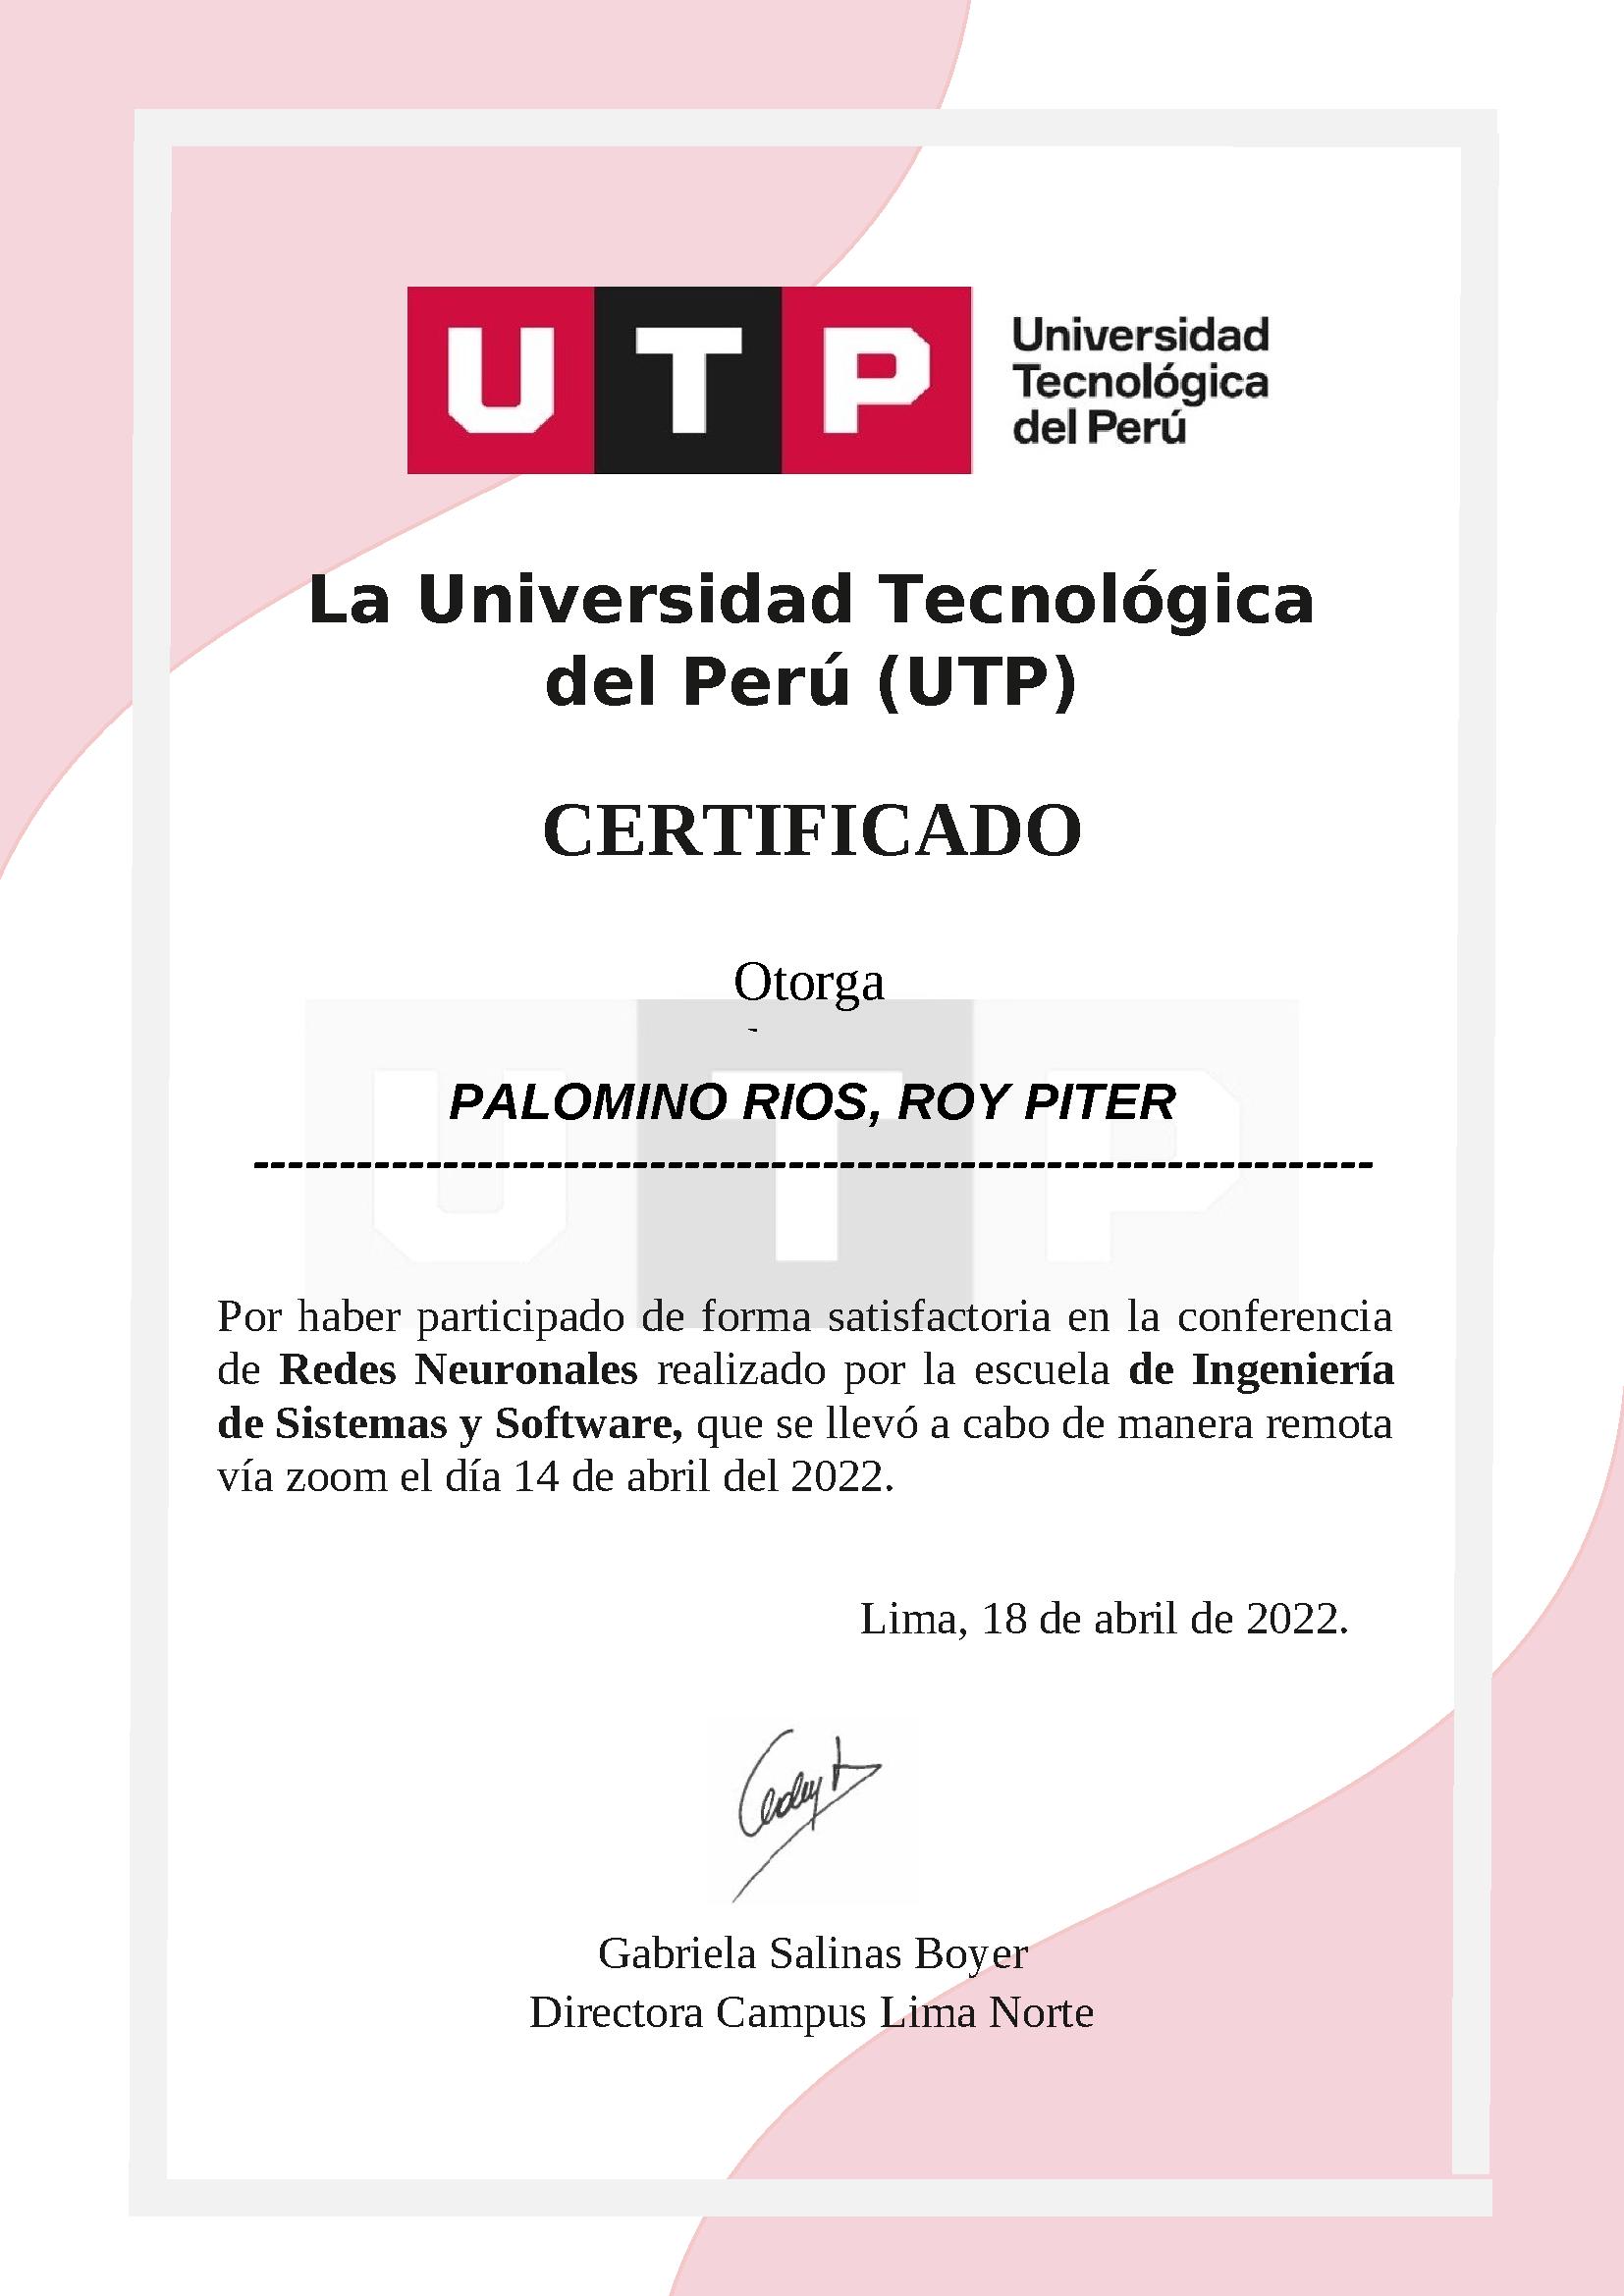 UTP
Universidad
Tecnológica
del Perú
La Universidad Tecnológica
del Perú (UTP)
CERTIFICADO
Otorga
UTP
PALOMINO RIOS, ROY PITER
-----------------------------------------------------------------
Por haber participado de forma satisfactoria en la conferencia
de Redes Neuronales realizado por la escuela de Ingeniería
de Sistemas y Software, que se llevó a cabo de manera remota
vía zoom el día 14 de abril del 2022.
Lima, 18 de abril de 2022.
Gabriela Salinas Boyer
Directora Campus Lima Norte